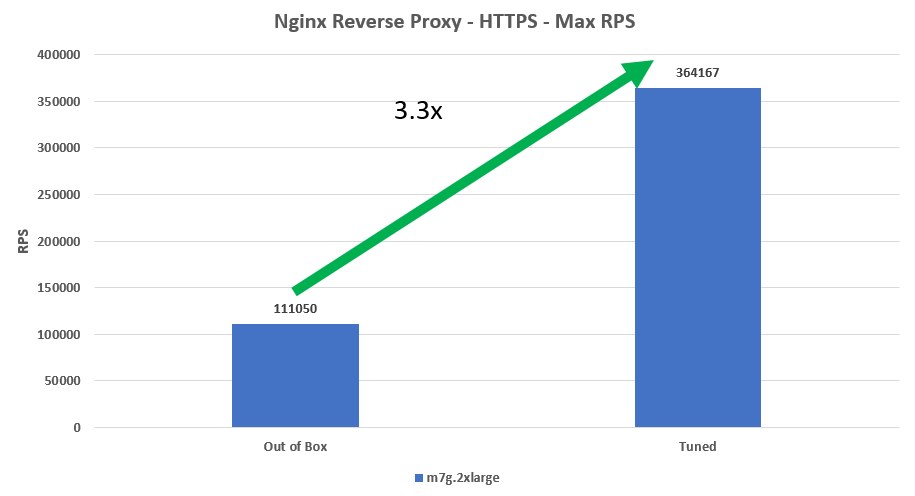 Nginx Reverse Proxy - HTTPS - Max RPS
400000
350000
300000
250000
200000
150000
100000
50000
0
RPS
3.3x
111050
364167
Out of Box
Tuned
m7g.2xlarge